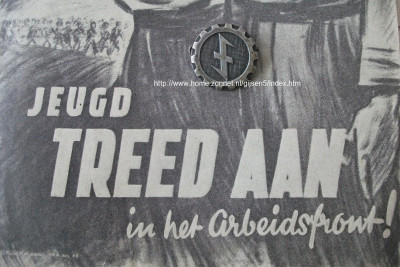 http://www.home.zonnet.nl/gijsen5/index.htm
JEUGD
TREED AAN
in het Arbeidsfront!